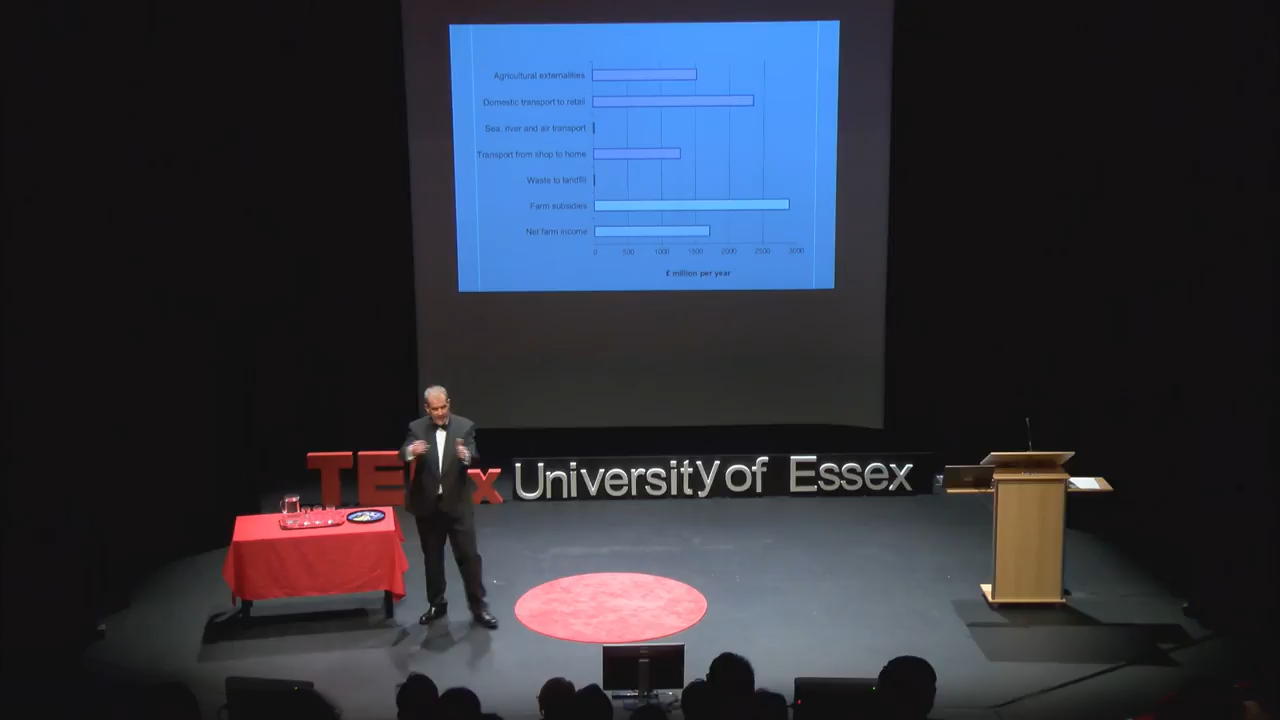 Agricultural externalities
Domestic transport to retail
Sea, river and air transport
Transport from shop to home
Waste to landfill
Farm subsidies
Net farm income
0 500 1000 1500 2000 2500 3000
£ million per year
TEDx University of Essex